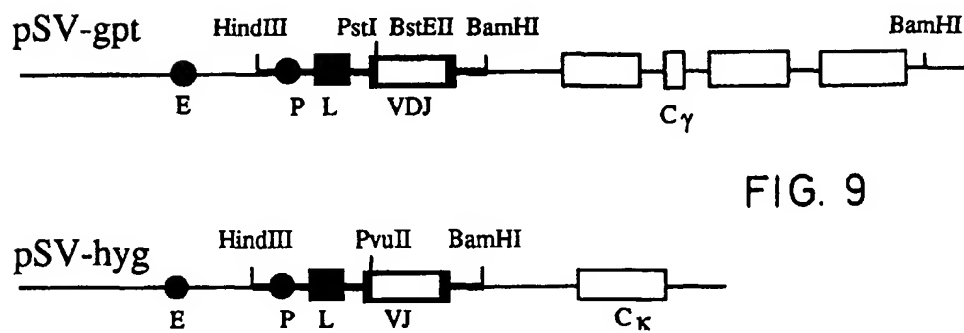 pSV-gpt
HindIII PstI BstEII BamHI BamHI
E P L VDJ Cγ
FIG. 9
pSV-hyg
HindIII PvuII BamHI
E P L VJ Cκ